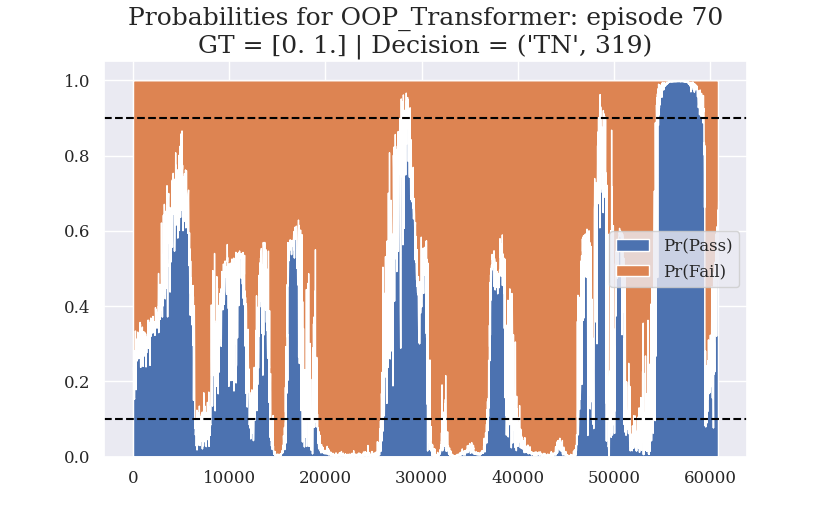 Probabilities for OOP_Transformer: episode 70
GT = [0. 1.] | Decision = ('TN', 319)
1.0
0.8
0.6
0.4
0.2
0.0
Pr(Pass)
Pr(Fail)
0 10000 20000 30000 40000 50000 60000